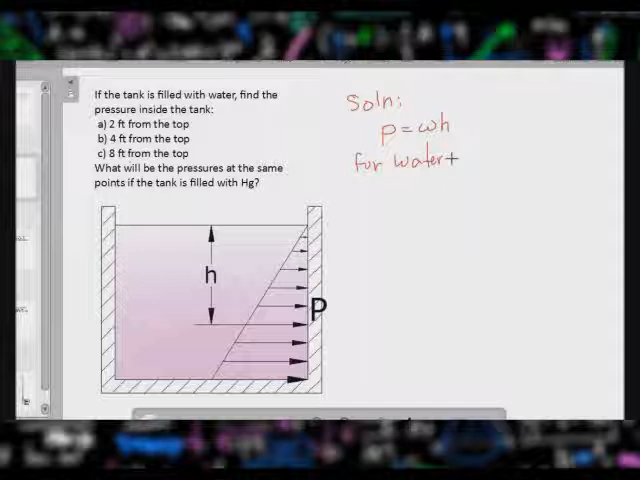 If the tank is filled with water, find the
pressure inside the tank:
a) 2 ft from the top
b) 4 ft from the top
c) 8 ft from the top
What will be the pressures at the same
points if the tank is filled with Hg?
Soln:
P = ωh
for water
h
P